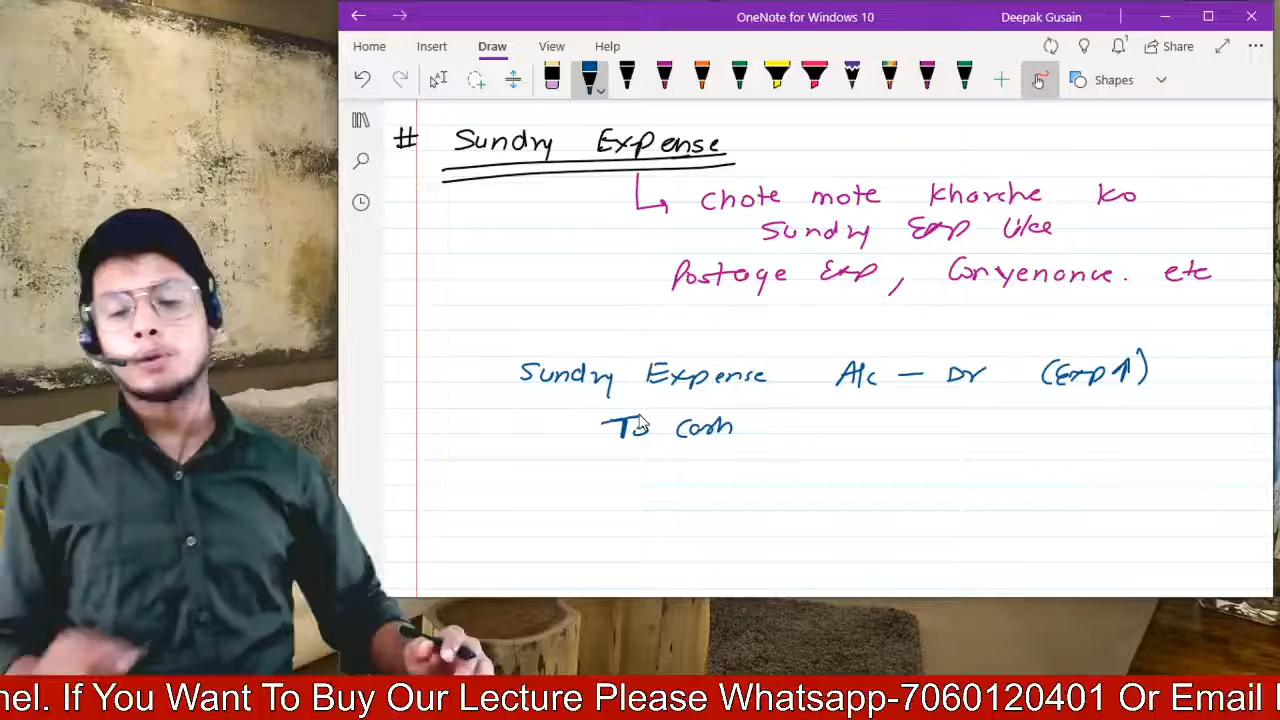 OneNote for Windows 10
Deepak Gusain
Home Insert Draw View Help
Share
Shapes
# Sundry Expense
Chote mote Kharche Ko
Sundry Exp like
Postage Exp, Conyenance. etc
Sundry Expense A/c — Dr (Exp↑)
To Cash
nel. If You Want To Buy Our Lecture Please Whatsapp-7060120401 Or Email